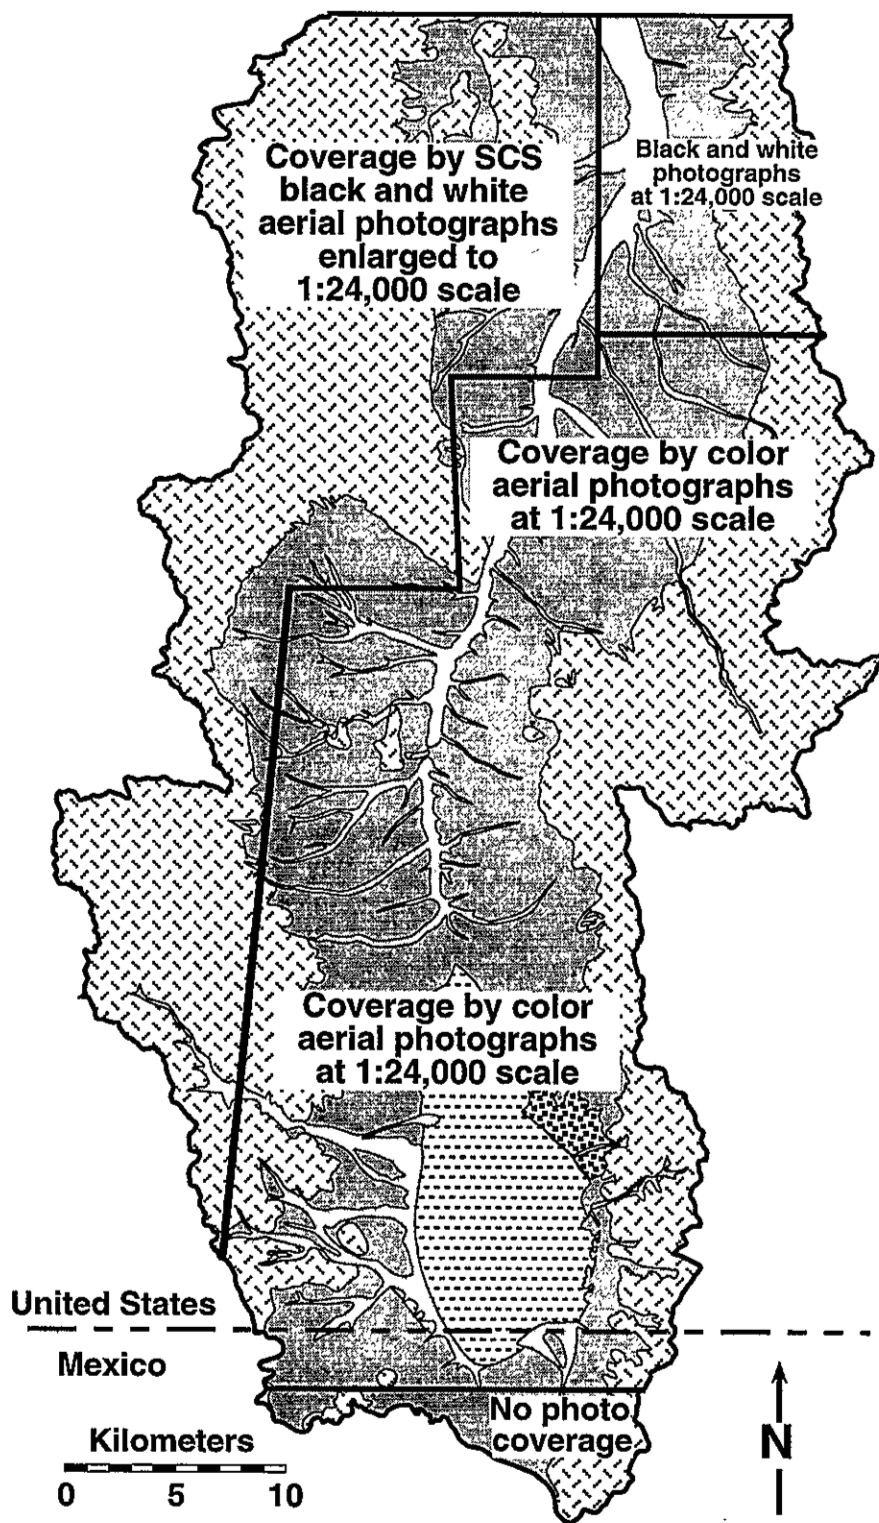 Coverage by SCS
black and white
aerial photographs
enlarged to
1:24,000 scale
Black and white
photographs
at 1:24,000 scale
Coverage by color
aerial photographs
at 1:24,000 scale
Coverage by color
aerial photographs
at 1:24,000 scale
United States
Mexico
No photo
coverage
Kilometers
0 5 10
N